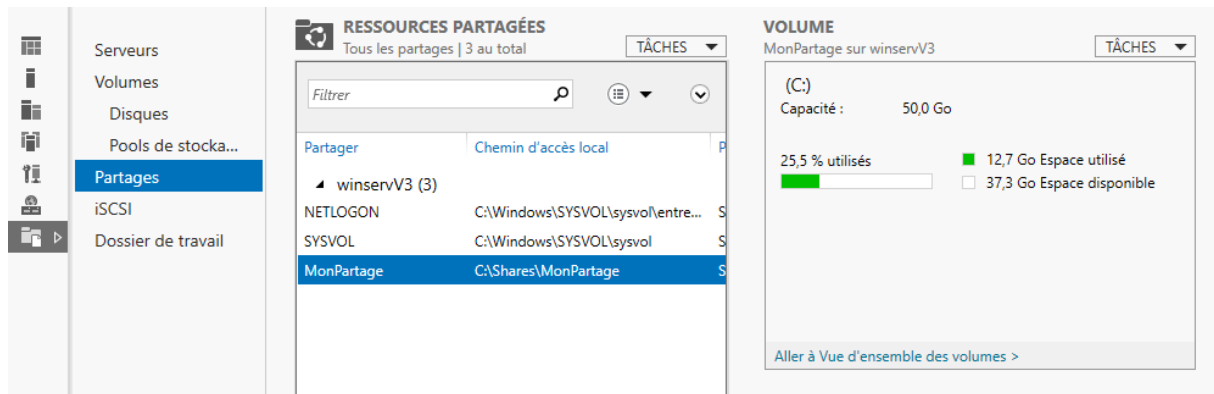 Serveurs
Volumes
Disques
Pools de stocka...
Partages
iSCSI
Dossier de travail
RESSOURCES PARTAGÉES
Tous les partages | 3 au total
TÂCHES
Filtrer
Partager Chemin d'accès local P
winservV3 (3)
NETLOGON C:\Windows\SYSVOL\sysvol\entre... S
SYSVOL C:\Windows\SYSVOL\sysvol S
MonPartage C:\Shares\MonPartage S
VOLUME
MonPartage sur winservV3
TÂCHES
(C:)
Capacité : 50,0 Go
25,5 % utilisés
12,7 Go Espace utilisé
37,3 Go Espace disponible
Aller à Vue d'ensemble des volumes >